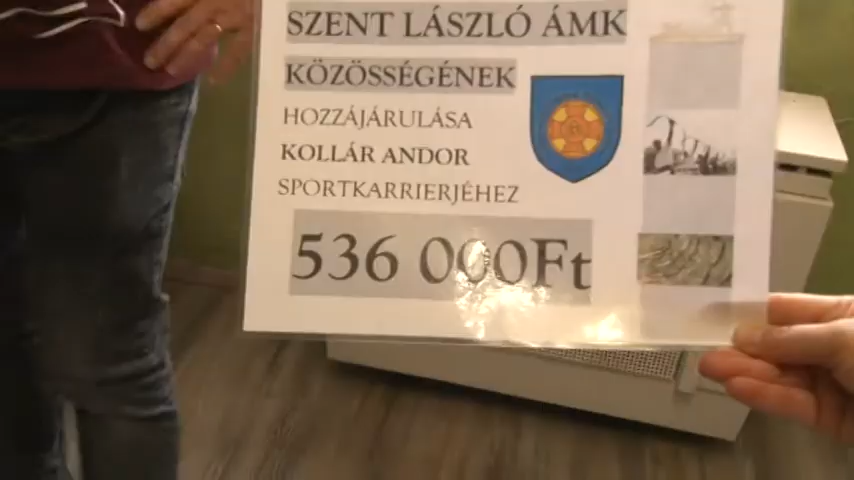 SZENT LÁSZLÓ ÁMK
KÖZÖSSÉGÉNEK
HOZZÁJÁRULÁSA
KOLLÁR ANDOR
SPORTKARRIERJÉHEZ
536 000Ft